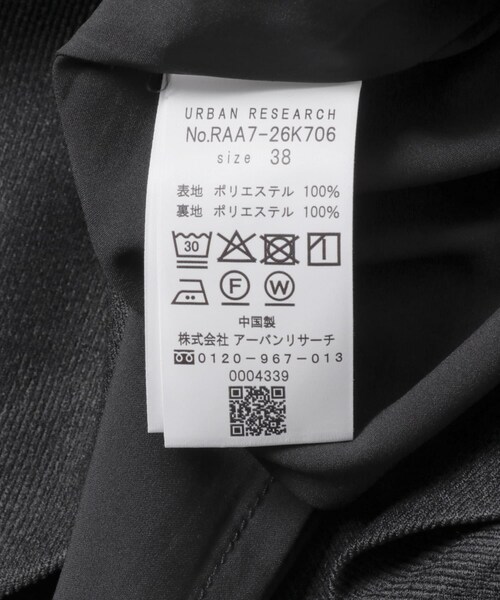 URBAN RESEARCH
No.RAA7-26K706
size 38
表地 ポリエステル 100%
裏地 ポリエステル 100%
30
F W
中国製
株式会社 アーバンリサーチ
0120-967-013
0004339